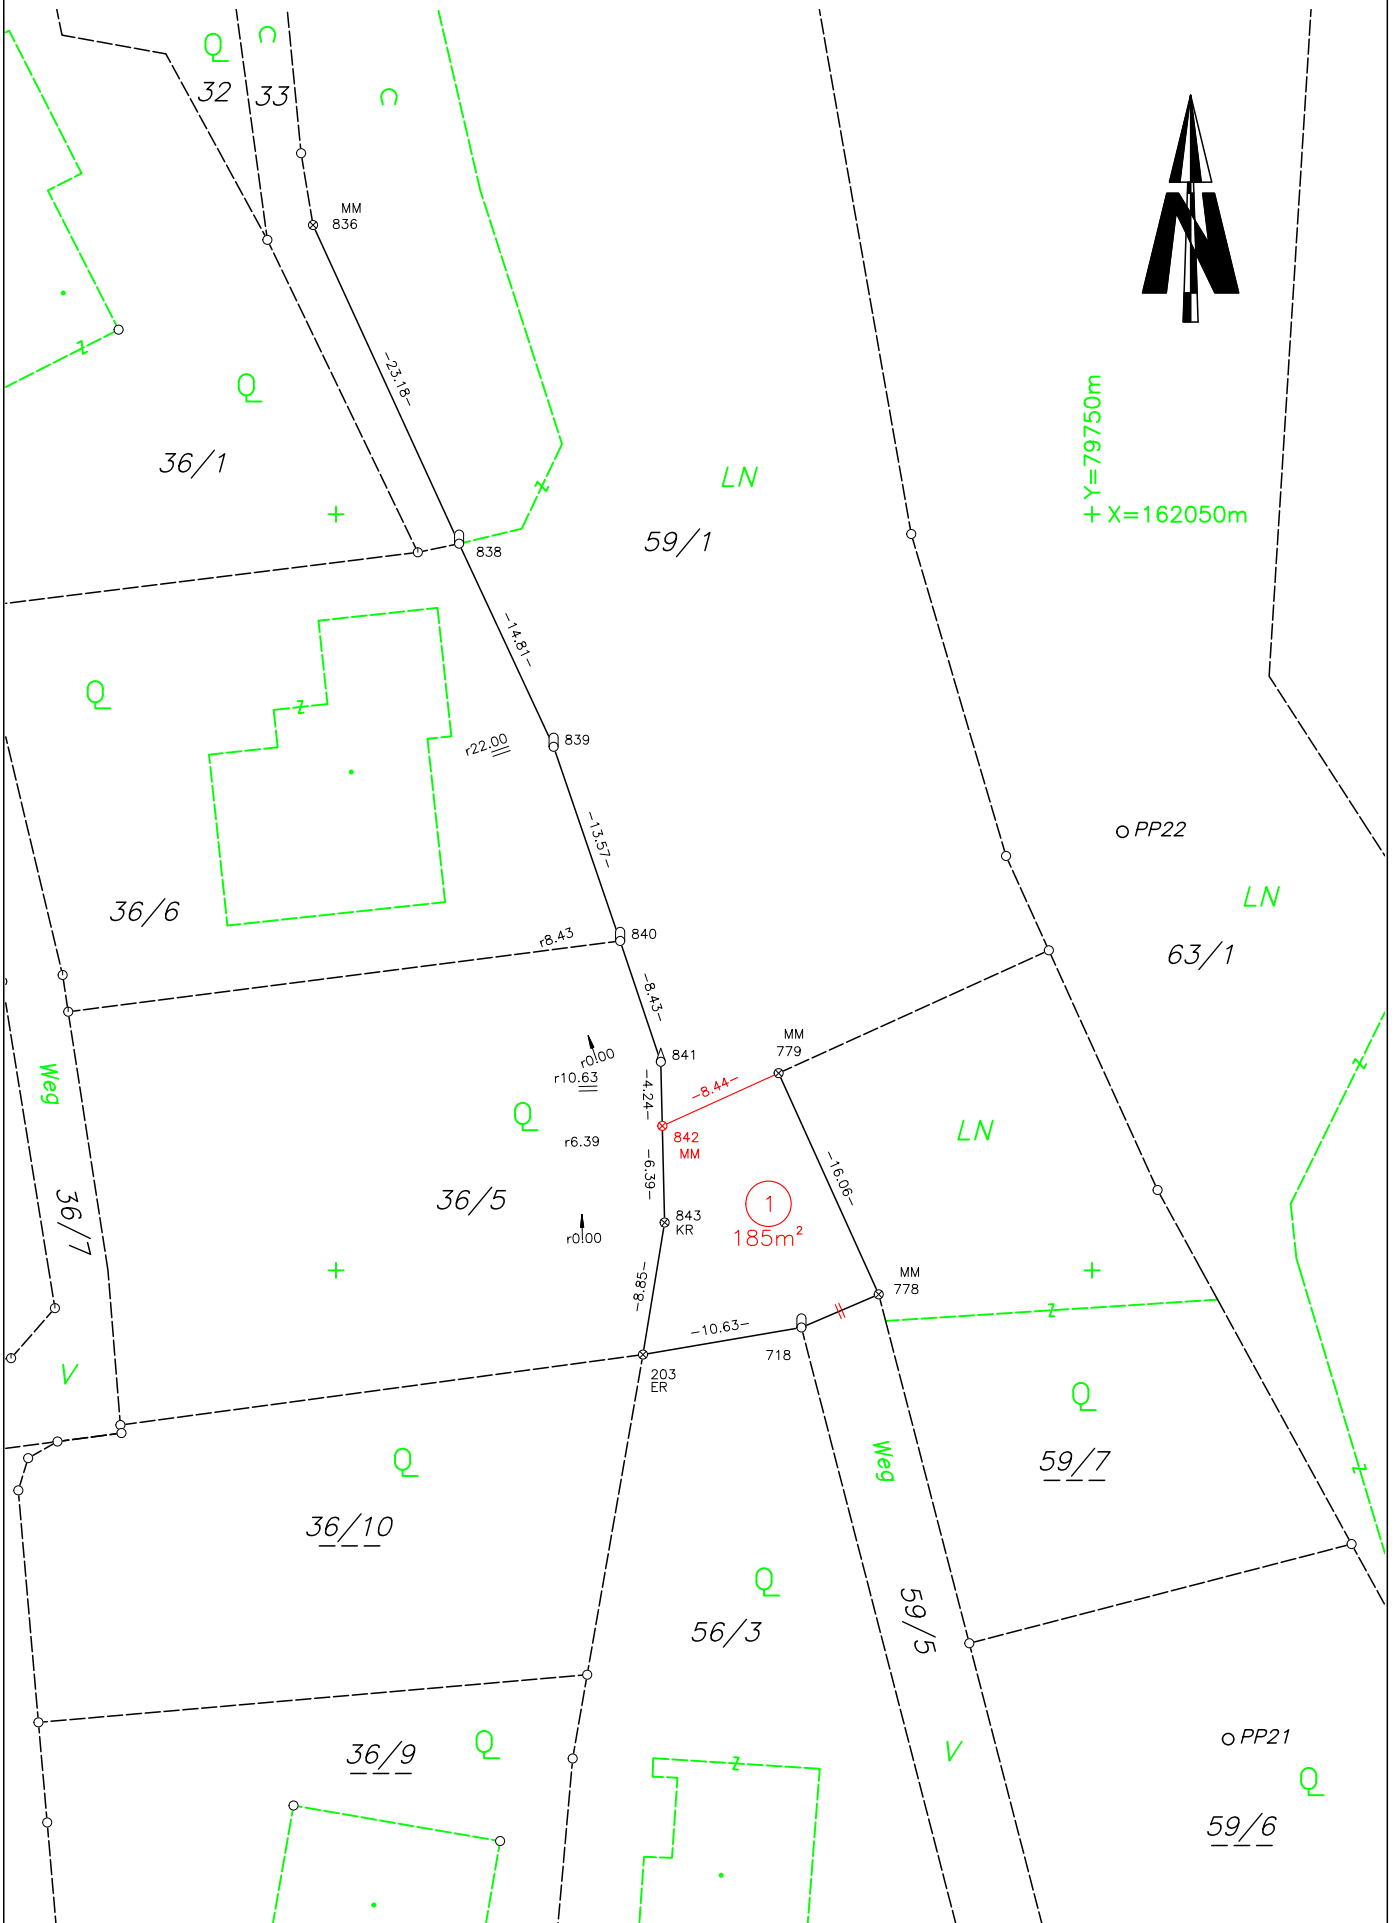 Q
32
33
MM
836
-23.18-
z
Q
36/1
LN
59/1
z
Y=79750m
X=162050m
838
-14.81-
Q
z
r22.00
839
-13.57-
PP22
36/6
r8.43
840
LN
63/1
-8.43-
MM
779
841
r0.00
r10.63
-8.44-
-4.24-
Weg
Q
842
MM
r6.39
-6.39-
LN
-16.06-
36/5
36/7
1
185m²
843
KR
r0.00
-8.85-
MM
778
z
-10.63-
718
203
ER
V
Q
Q
Weg
59/7
36/10
Q
56/3
59/5
36/9
Q
z
V
PP21
Q
59/6
z
z
N